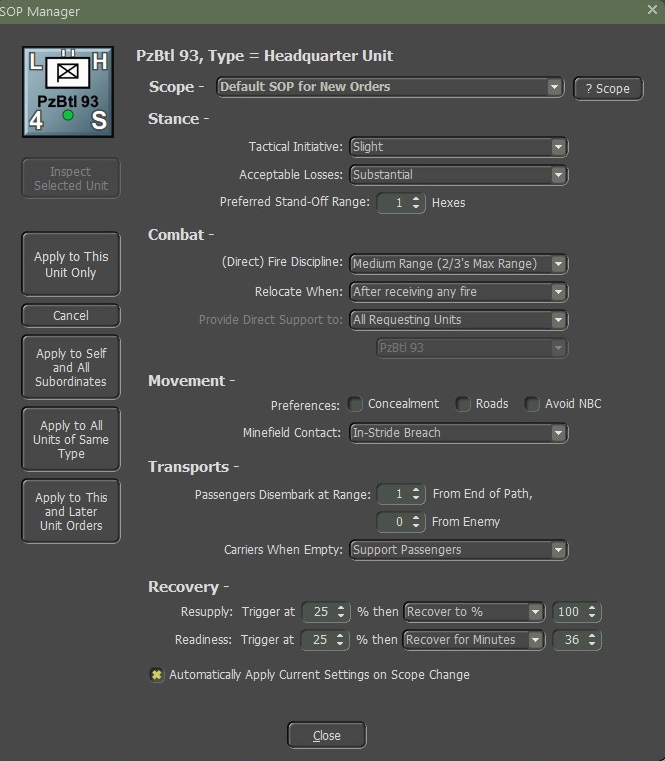 SOP Manager
L H
PzBtl 93
4 S
PzBtl 93, Type = Headquarter Unit
Scope - Default SOP for New Orders ? Scope
Stance -
Tactical Initiative: Slight
Inspect Selected Unit
Acceptable Losses: Substantial
Preferred Stand-Off Range: 1 Hexes
Combat -
Apply to This Unit Only
(Direct) Fire Discipline: Medium Range (2/3's Max Range)
Relocate When: After receiving any fire
Cancel
Provide Direct Support to: All Requesting Units
PzBtl 93
Apply to Self and All Subordinates
Movement -
Preferences: Concealment Roads Avoid NBC
Apply to All Units of Same Type
Minefield Contact: In-Stride Breach
Transports -
Passengers Disembark at Range: 1 From End of Path,
Apply to This and Later Unit Orders
0 From Enemy
Carriers When Empty: Support Passengers
Recovery -
Resupply: Trigger at 25 % then Recover to % 100
Readiness: Trigger at 25 % then Recover for Minutes 36
Automatically Apply Current Settings on Scope Change
Close